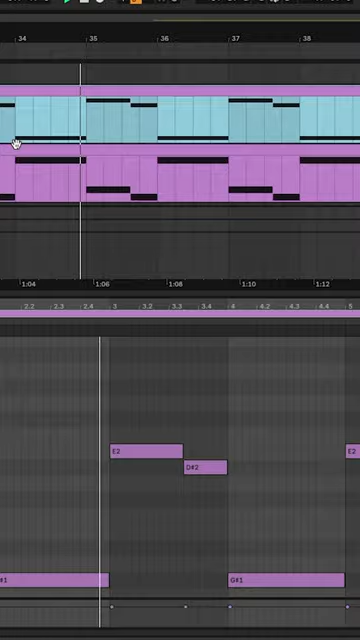 34 35 36 37 38
1:04 1:06 1:08 1:10 1:12
2.2 2.3 2.4 3 3.2 3.3 3.4 4 4.2 4.3 4.4 5
E2 E2
D#2
#1 G#1